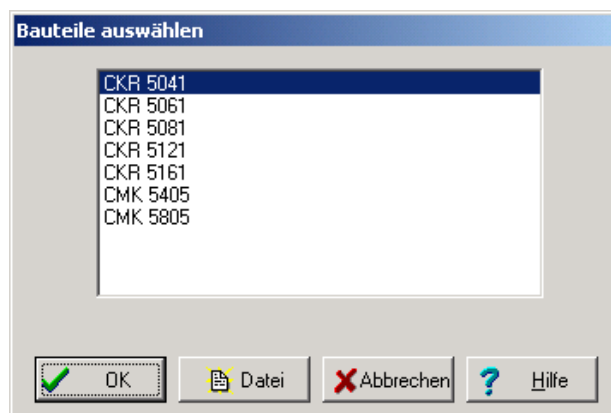 Bauteile auswählen
CKR 5041
CKR 5061
CKR 5081
CKR 5121
CKR 5161
CMK 5405
CMK 5805
OK
Datei
Abbrechen
Hilfe